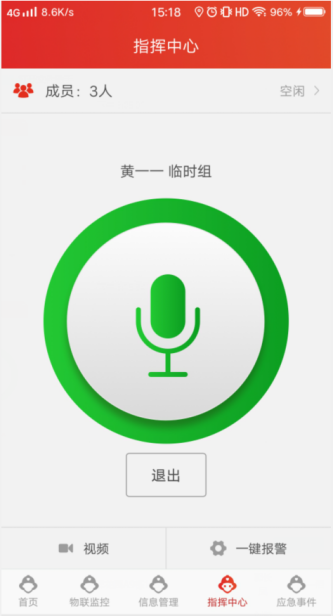 4G 8.6K/s 15:18 HD 96%
指挥中心
成员：3人 空闲
黄一一 临时组
退出
视频 一键报警
首页 物联监控 信息管理 指挥中心 应急事件